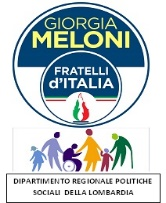 GIORGIA
MELONI
FRATELLI
d'ITALIA
DIPARTIMENTO REGIONALE POLITICHE
SOCIALI DELLA LOMBARDIA